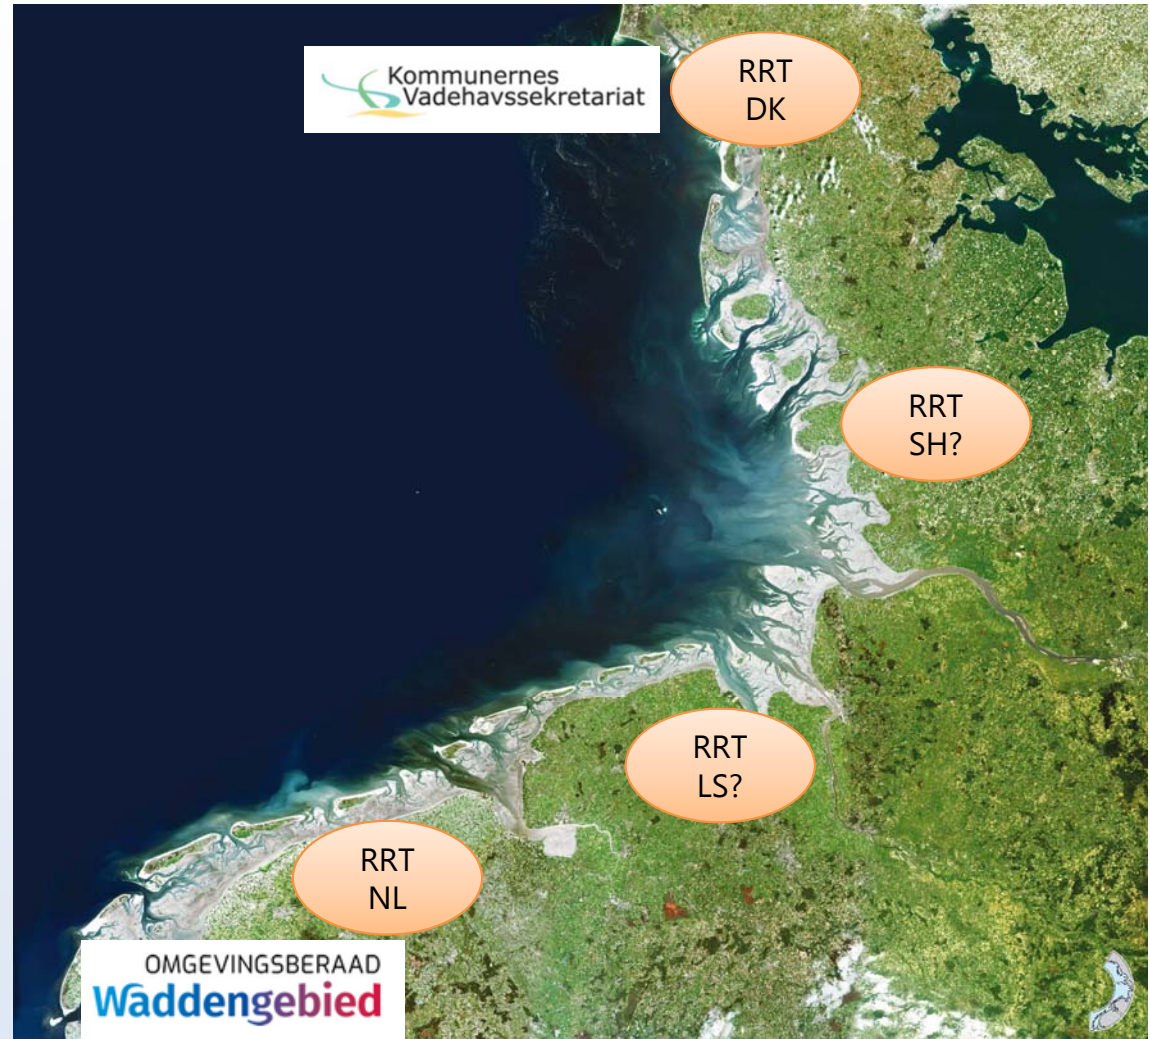 Kommunernes
Vadehavssekretariat
RRT
DK
RRT
SH?
RRT
LS?
RRT
NL
OMGEVINGSBERAAD
Waddengebied